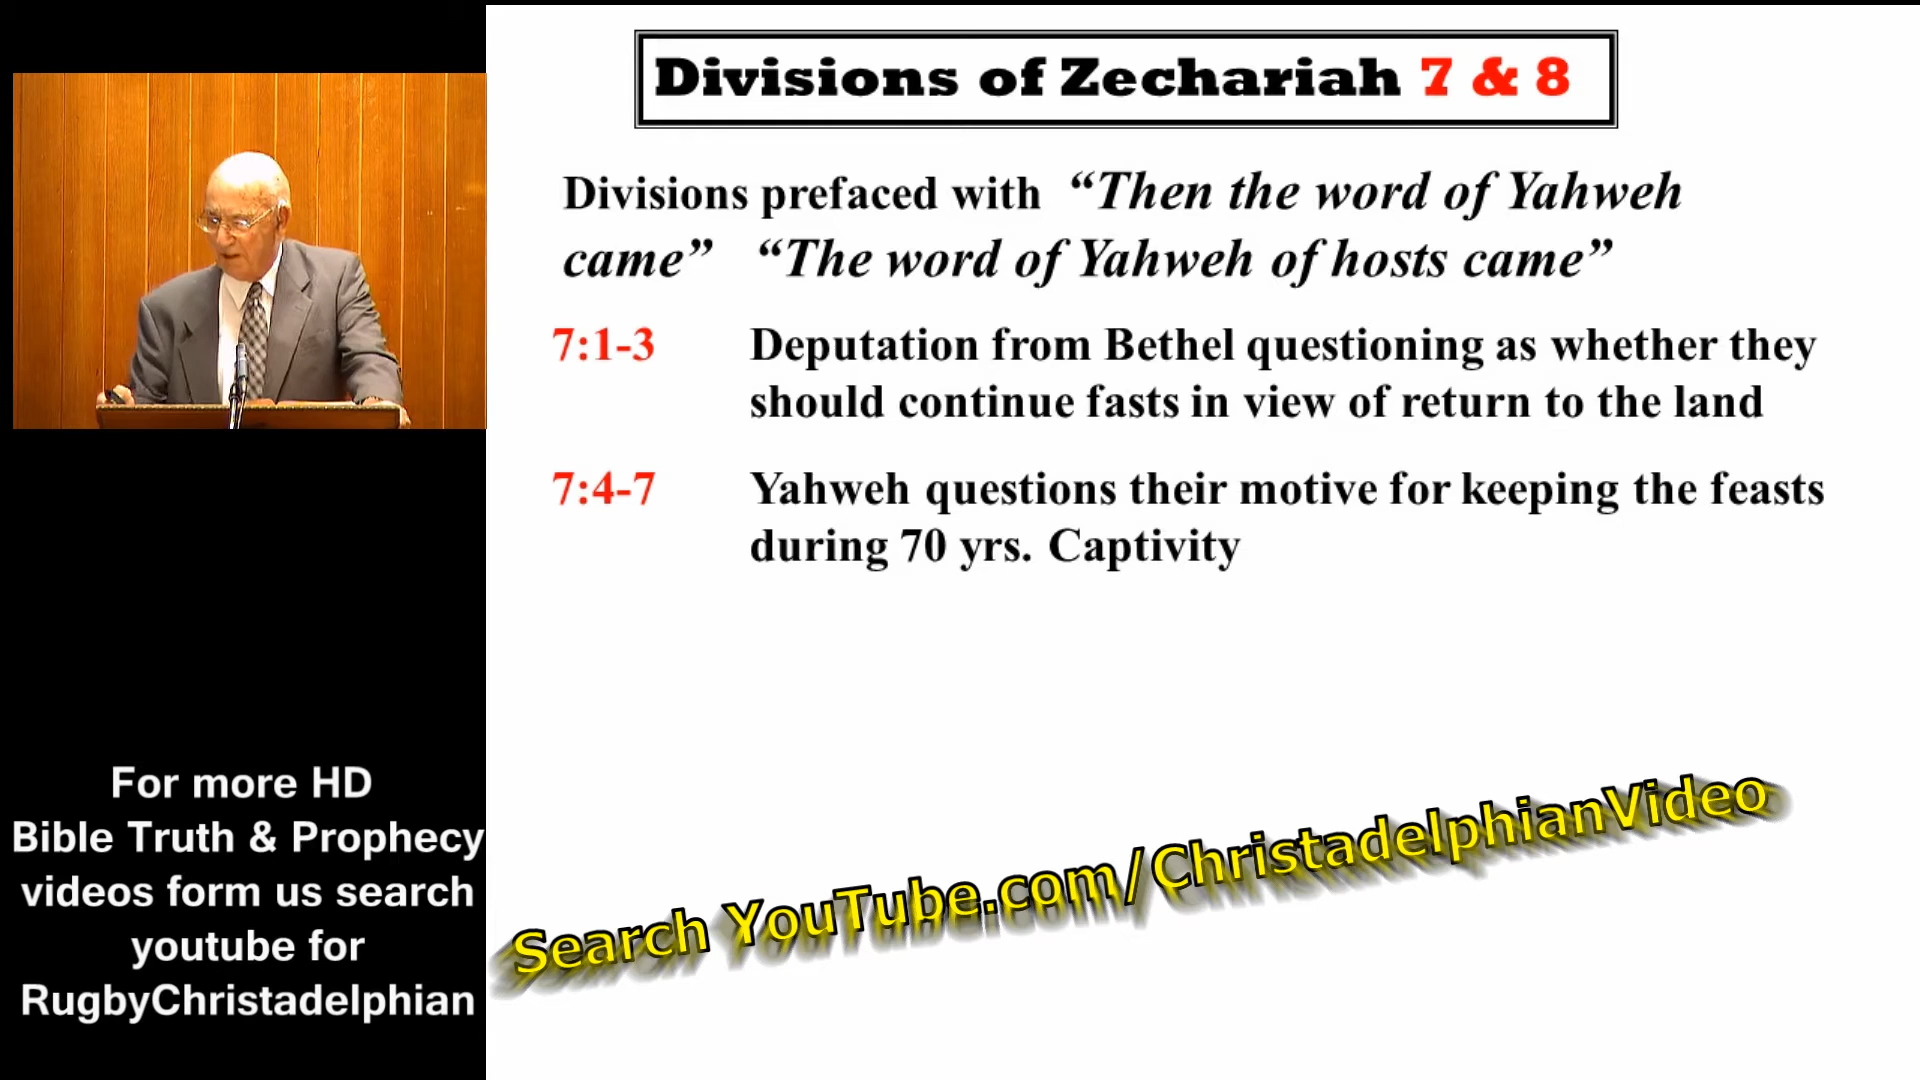 Divisions of Zechariah 7 & 8
Divisions prefaced with “Then the word of Yahweh
came” “The word of Yahweh of hosts came”
7:1-3 Deputation from Bethel questioning as whether they
should continue fasts in view of return to the land
7:4-7 Yahweh questions their motive for keeping the feasts
during 70 yrs. Captivity
For more HD
Bible Truth & Prophecy
videos form us search
youtube for
RugbyChristadelphian
Search YouTube.com/ChristadelphianVideo